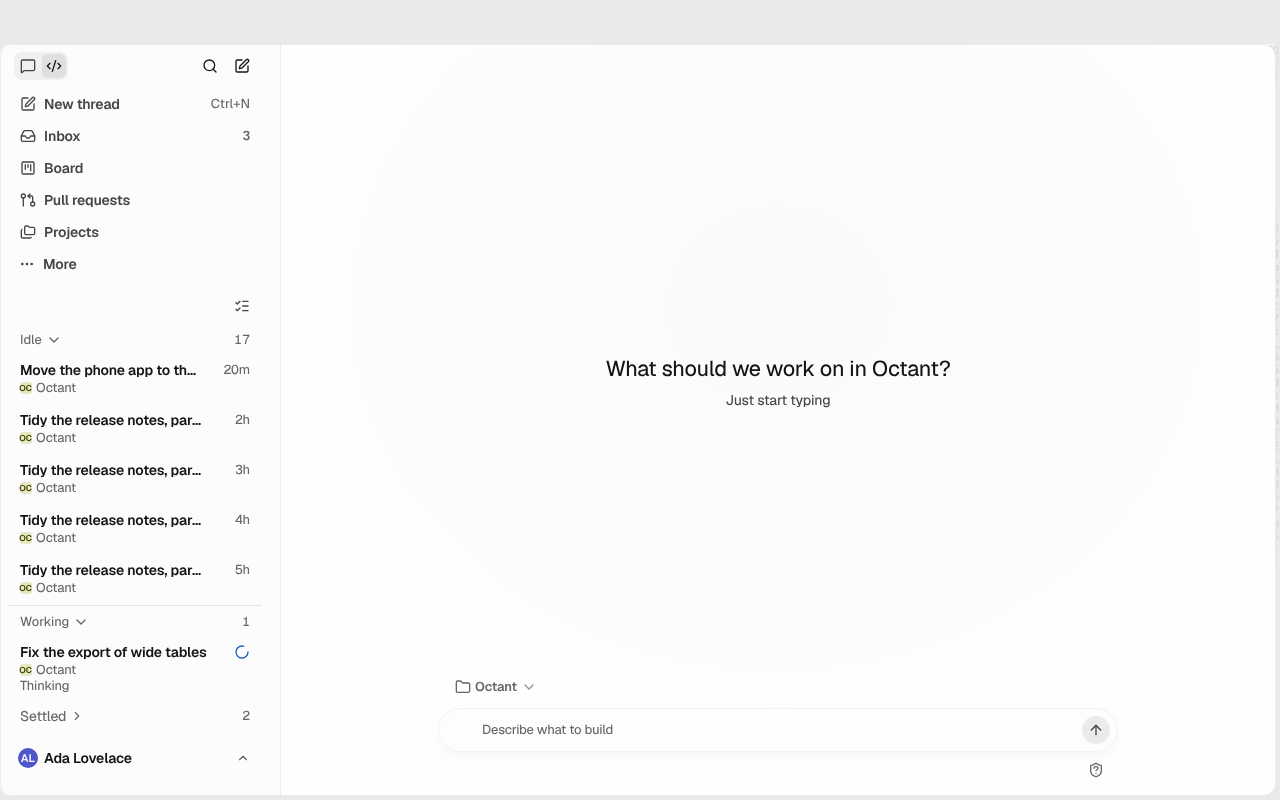 New thread Ctrl+N
Inbox 3
Board
Pull requests
Projects
More
Idle 17
Move the phone app to th... 20m
OC Octant
Tidy the release notes, par... 2h
OC Octant
Tidy the release notes, par... 3h
OC Octant
Tidy the release notes, par... 4h
OC Octant
Tidy the release notes, par... 5h
OC Octant
Working 1
Fix the export of wide tables
OC Octant
Thinking
Settled 2
AL Ada Lovelace
What should we work on in Octant?
Just start typing
Octant
Describe what to build